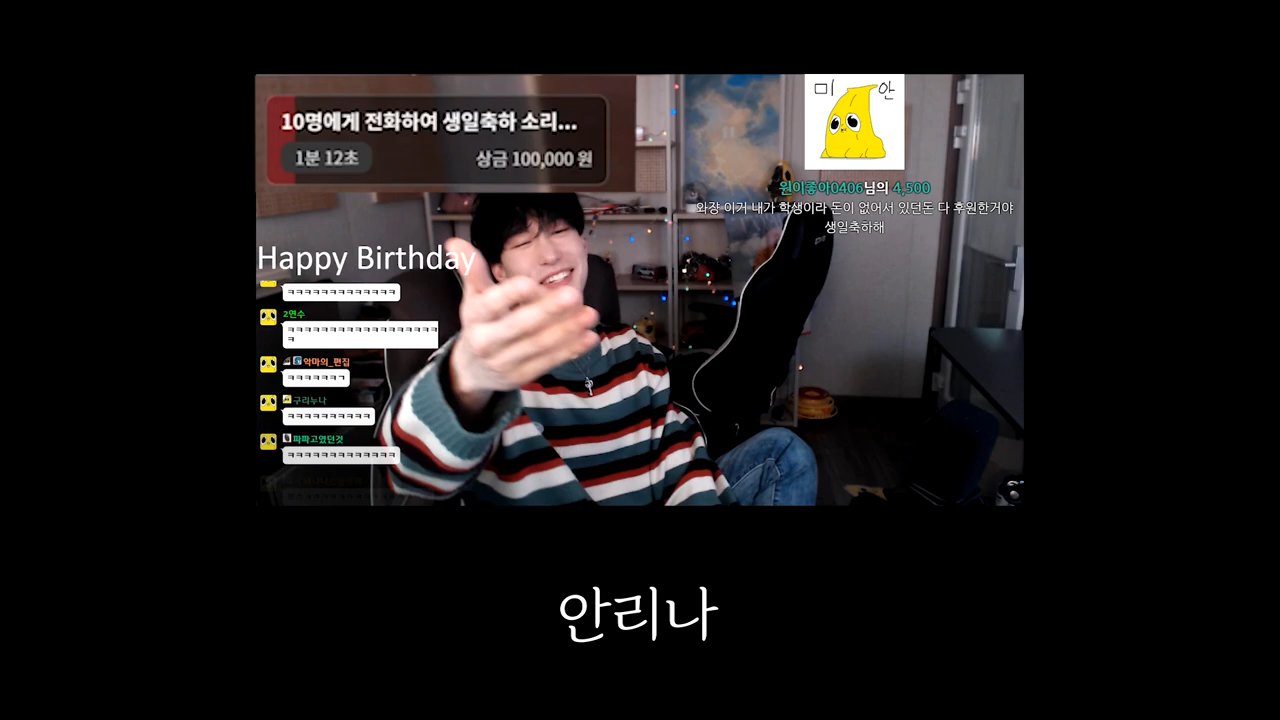 10명에게 전화하여 생일축하 소리...
1분 12초
상금 100,000 원
미 안
원이좋아0406님의 4,500
와쟝 이거 내가 학생이라 돈이 없어서 있던돈 다 후원한거야
생일축하해
Happy Birthday
ㅋㅋㅋㅋㅋㅋㅋㅋㅋㅋㅋㅋㅋ
2연수
ㅋㅋㅋㅋㅋㅋㅋㅋㅋㅋㅋㅋㅋㅋㅋㅋㅋㅋ
ㅋ
악마의_편집
ㅋㅋㅋㅋㅋㅋㄱ
구리누나
ㅋㅋㅋㅋㅋㅋㅋㅋㅋㅋ
파파고였던것
ㅋㅋㅋㅋㅋㅋㅋㅋㅋㅋㅋㅋㅋ
안리나